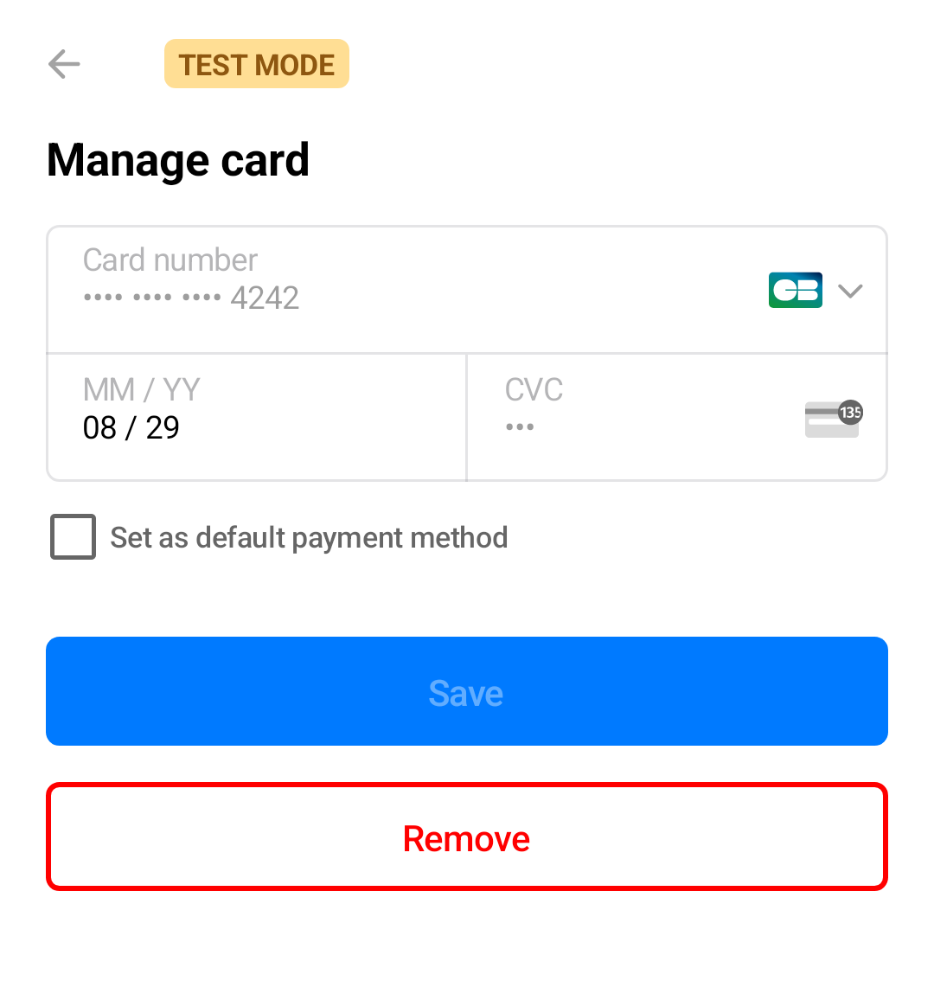 TEST MODE
Manage card
Card number
•••• •••• •••• 4242
CB
MM / YY
08 / 29
CVC
•••
135
Set as default payment method
Save
Remove